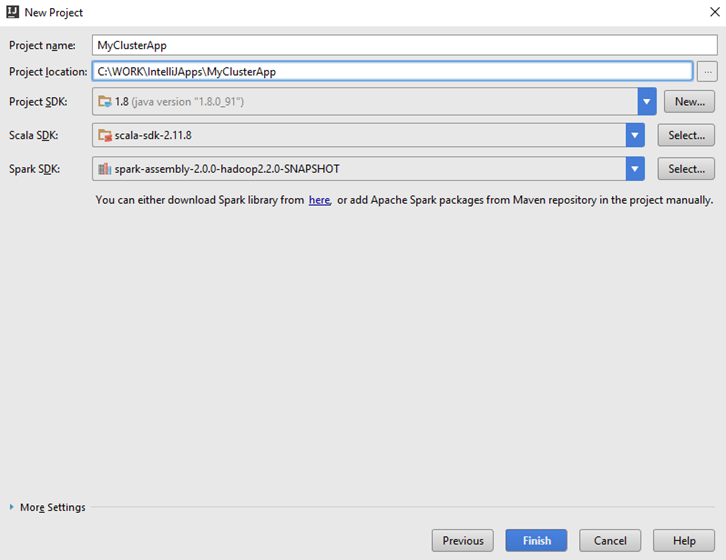 New Project
Project name: MyClusterApp
Project location: C:\WORK\IntelliJApps\MyClusterApp ...
Project SDK: 1.8 (java version "1.8.0_91") New...
Scala SDK: scala-sdk-2.11.8 Select...
Spark SDK: spark-assembly-2.0.0-hadoop2.2.0-SNAPSHOT Select...
You can either download Spark library from here, or add Apache Spark packages from Maven repository in the project manually.
More Settings
Previous Finish Cancel Help